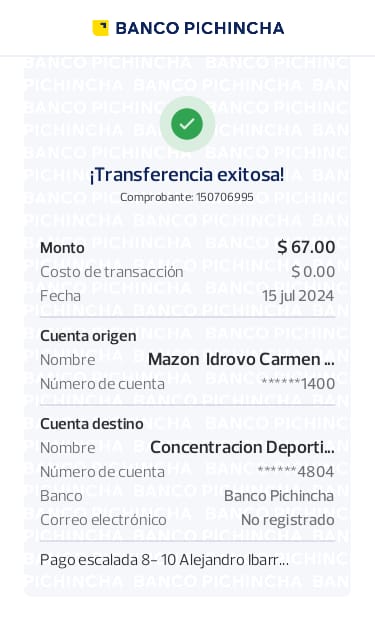 BANCO PICHINCHA
¡Transferencia exitosa!
Comprobante: 150706995
Monto $ 67.00
Costo de transacción $ 0.00
Fecha 15 jul 2024
Cuenta origen
Nombre Mazon Idrovo Carmen ...
Número de cuenta ******1400
Cuenta destino
Nombre Concentracion Deporti...
Número de cuenta ******4804
Banco Banco Pichincha
Correo electrónico No registrado
Pago escalada 8- 10 Alejandro Ibarr...